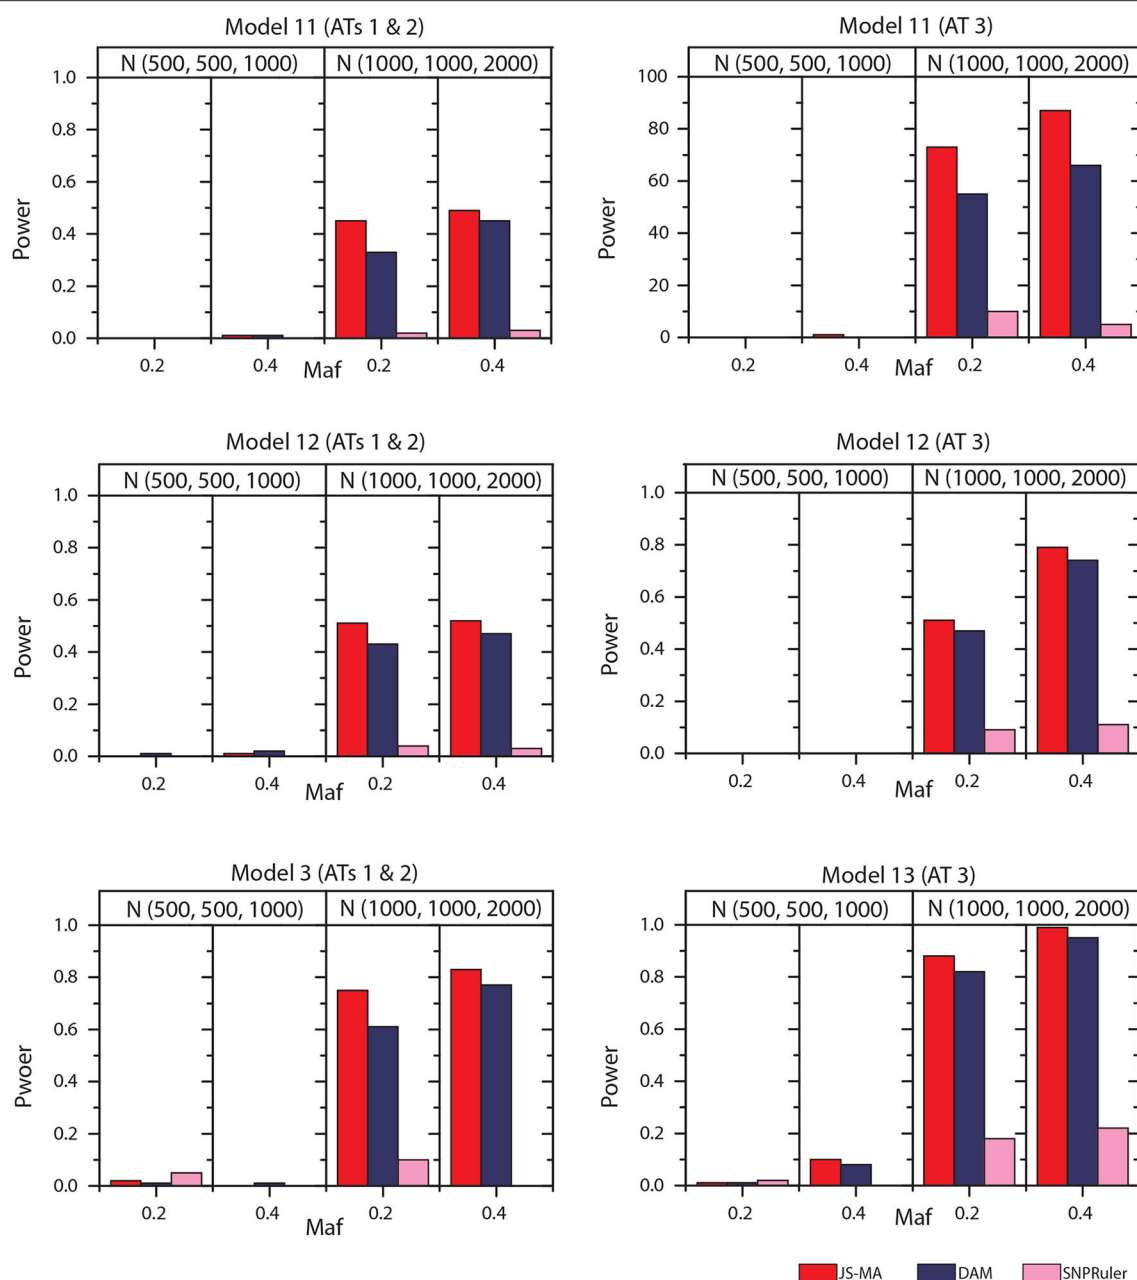 Model 11 (ATs 1 & 2)
N (500, 500, 1000) N (1000, 1000, 2000)
1.0
0.8
0.6
0.4
0.2
0.0
Power
0.2 0.4 Maf 0.2 0.4
Model 11 (AT 3)
N (500, 500, 1000) N (1000, 1000, 2000)
100
80
60
40
20
0
Power
0.2 0.4 Maf 0.2 0.4
Model 12 (ATs 1 & 2)
N (500, 500, 1000) N (1000, 1000, 2000)
1.0
0.8
0.6
0.4
0.2
0.0
Power
0.2 0.4 Maf 0.2 0.4
Model 12 (AT 3)
N (500, 500, 1000) N (1000, 1000, 2000)
1.0
0.8
0.6
0.4
0.2
0.0
Power
0.2 0.4 Maf 0.2 0.4
Model 3 (ATs 1 & 2)
N (500, 500, 1000) N (1000, 1000, 2000)
1.0
0.8
0.6
0.4
0.2
0.0
Pwoer
0.2 0.4 Maf 0.2 0.4
Model 13 (AT 3)
N (500, 500, 1000) N (1000, 1000, 2000)
1.0
0.8
0.6
0.4
0.2
0.0
Power
0.2 0.4 Maf 0.2 0.4
JS-MA DAM SNPRuler